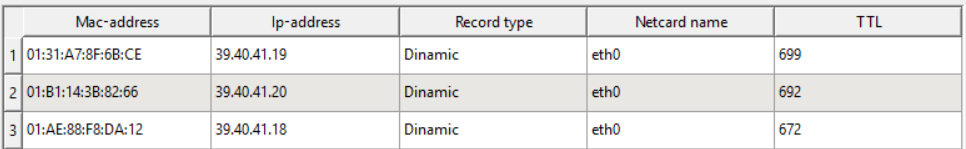 Mac-address Ip-address Record type Netcard name TTL
1 01:31:A7:8F:6B:CE 39.40.41.19 Dinamic eth0 699
2 01:B1:14:3B:82:66 39.40.41.20 Dinamic eth0 692
3 01:AE:88:F8:DA:12 39.40.41.18 Dinamic eth0 672